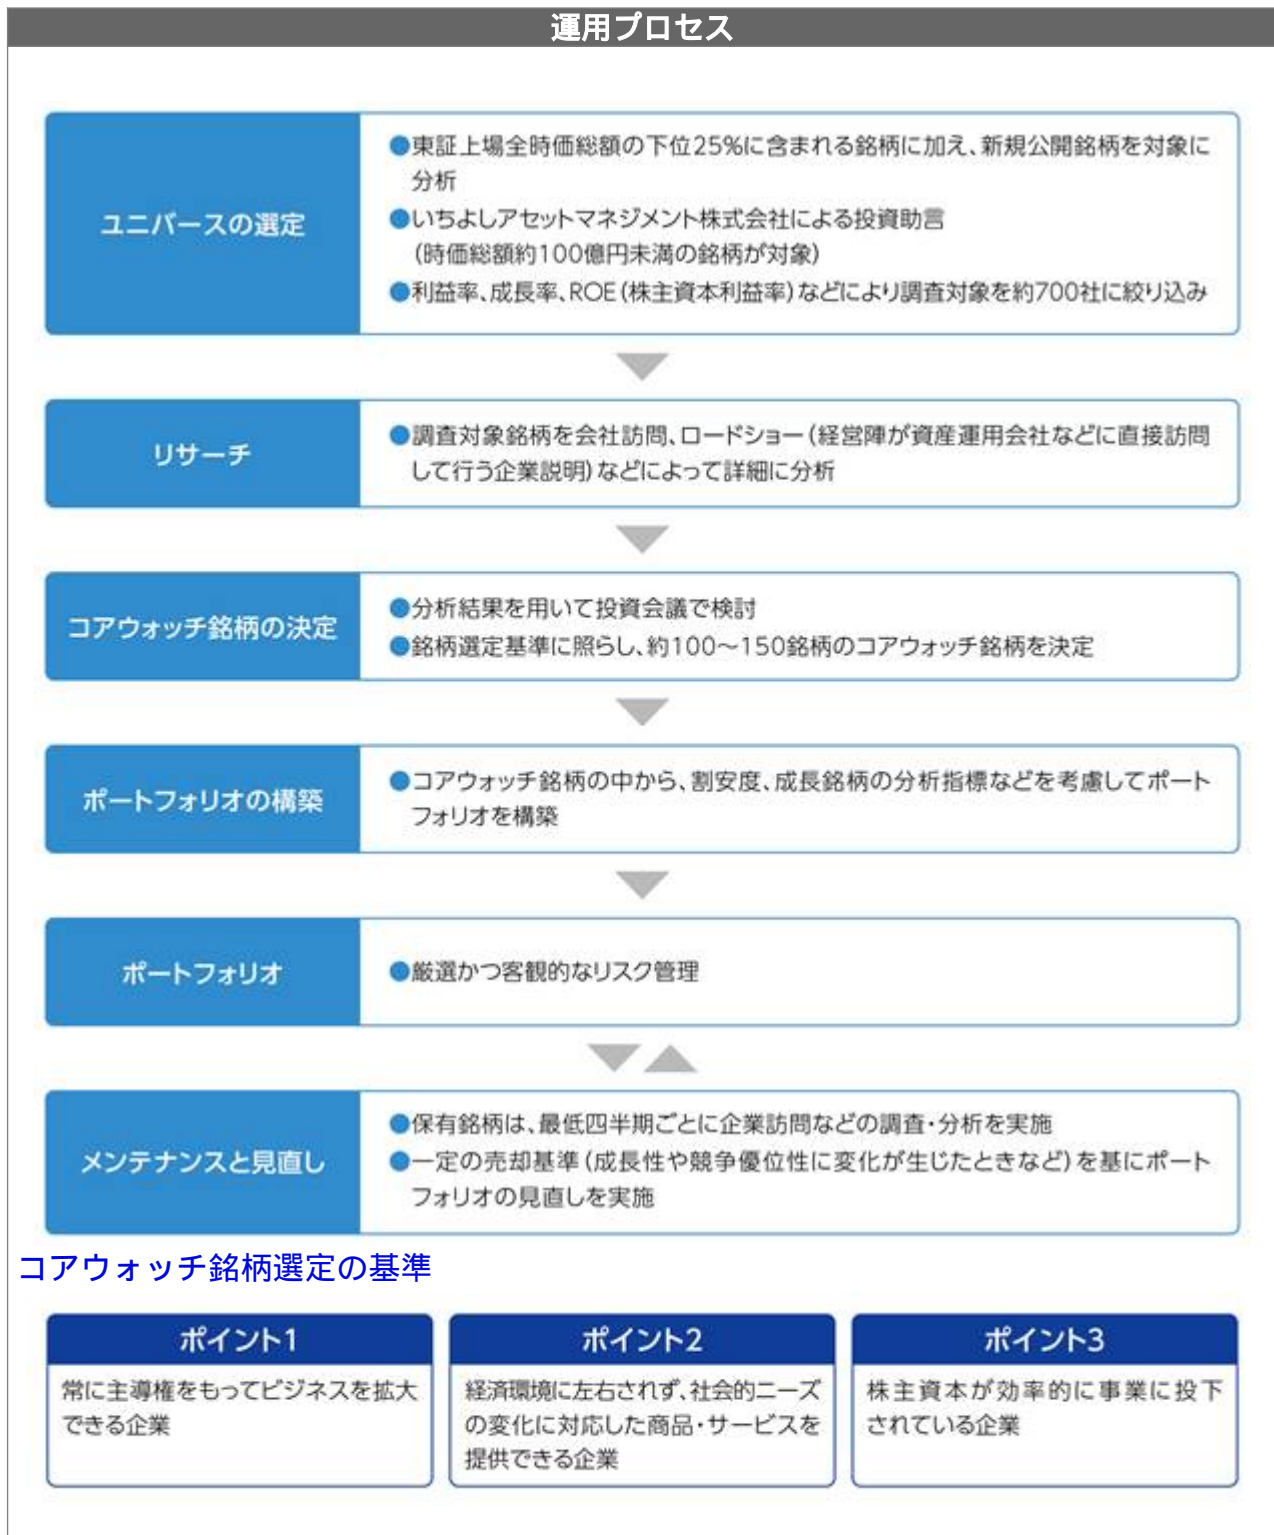 運用プロセス
ユニバースの選定
●東証上場全時価総額の下位25%に含まれる銘柄に加え、新規公開銘柄を対象に
分析
●いちよしアセットマネジメント株式会社による投資助言
(時価総額約100億円未満の銘柄が対象)
●利益率、成長率、ROE(株主資本利益率)などにより調査対象を約700社に絞り込み
リサーチ
●調査対象銘柄を会社訪問、ロードショー(経営陣が資産運用会社などに直接訪問
して行う企業説明)などによって詳細に分析
コアウォッチ銘柄の決定
●分析結果を用いて投資会議で検討
●銘柄選定基準に照らし、約100〜150銘柄のコアウォッチ銘柄を決定
ポートフォリオの構築
●コアウォッチ銘柄の中から、割安度、成長銘柄の分析指標などを考慮してポート
フォリオを構築
ポートフォリオ
●厳選かつ客観的なリスク管理
メンテナンスと見直し
●保有銘柄は、最低四半期ごとに企業訪問などの調査・分析を実施
●一定の売却基準(成長性や競争優位性に変化が生じたときなど)を基にポート
フォリオの見直しを実施
コアウォッチ銘柄選定の基準
ポイント1
常に主導権をもってビジネスを拡大
できる企業
ポイント2
経済環境に左右されず、社会的ニーズ
の変化に対応した商品・サービスを
提供できる企業
ポイント3
株主資本が効率的に事業に投下
されている企業